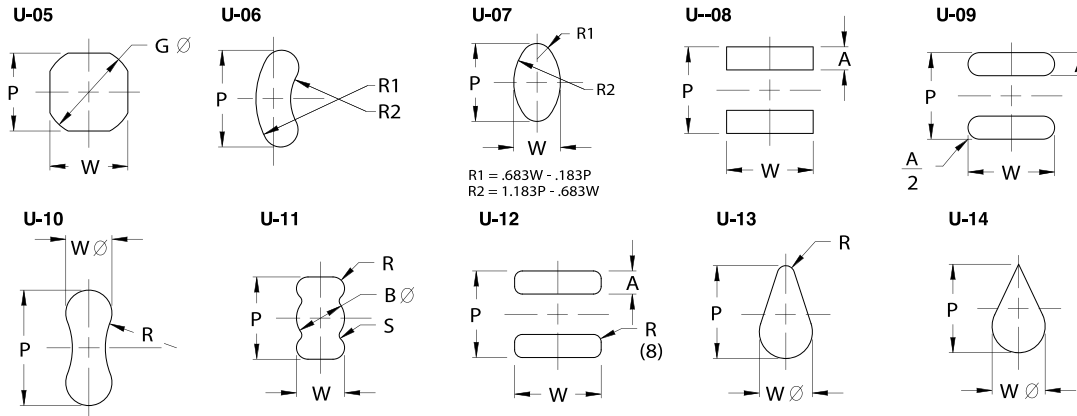 U-05
G Ø
P
W
U-06
P
R1
R2
U-07
R1
P
R2
W
R1 = .683W - .183P
R2 = 1.183P - .683W
U--08
A
P
W
U-09
P
A
2
W
U-10
W Ø
P
R
U-11
R
P
B Ø
S
W
U-12
A
P
R
(8)
W
U-13
R
P
W Ø
U-14
P
W Ø